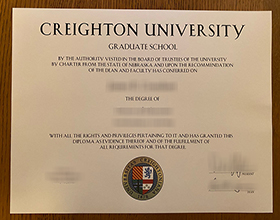 CREIGHTON UNIVERSITY
GRADUATE SCHOOL
BY THE AUTHORITY VESTED IN THE BOARD OF TRUSTEES OF THE UNIVERSITY
BY CHARTER FROM THE STATE OF NEBRASKA AND UPON THE RECOMMENDATION
OF THE DEAN AND FACULTY HAS CONFERRED ON
THE DEGREE OF
WITH ALL THE RIGHTS AND PRIVILEGES PERTAINING TO IT AND HAS GRANTED THIS
DIPLOMA AS EVIDENCE THEREOF AND OF THE FULFILLMENT OF
ALL REQUIREMENTS FOR THAT DEGREE